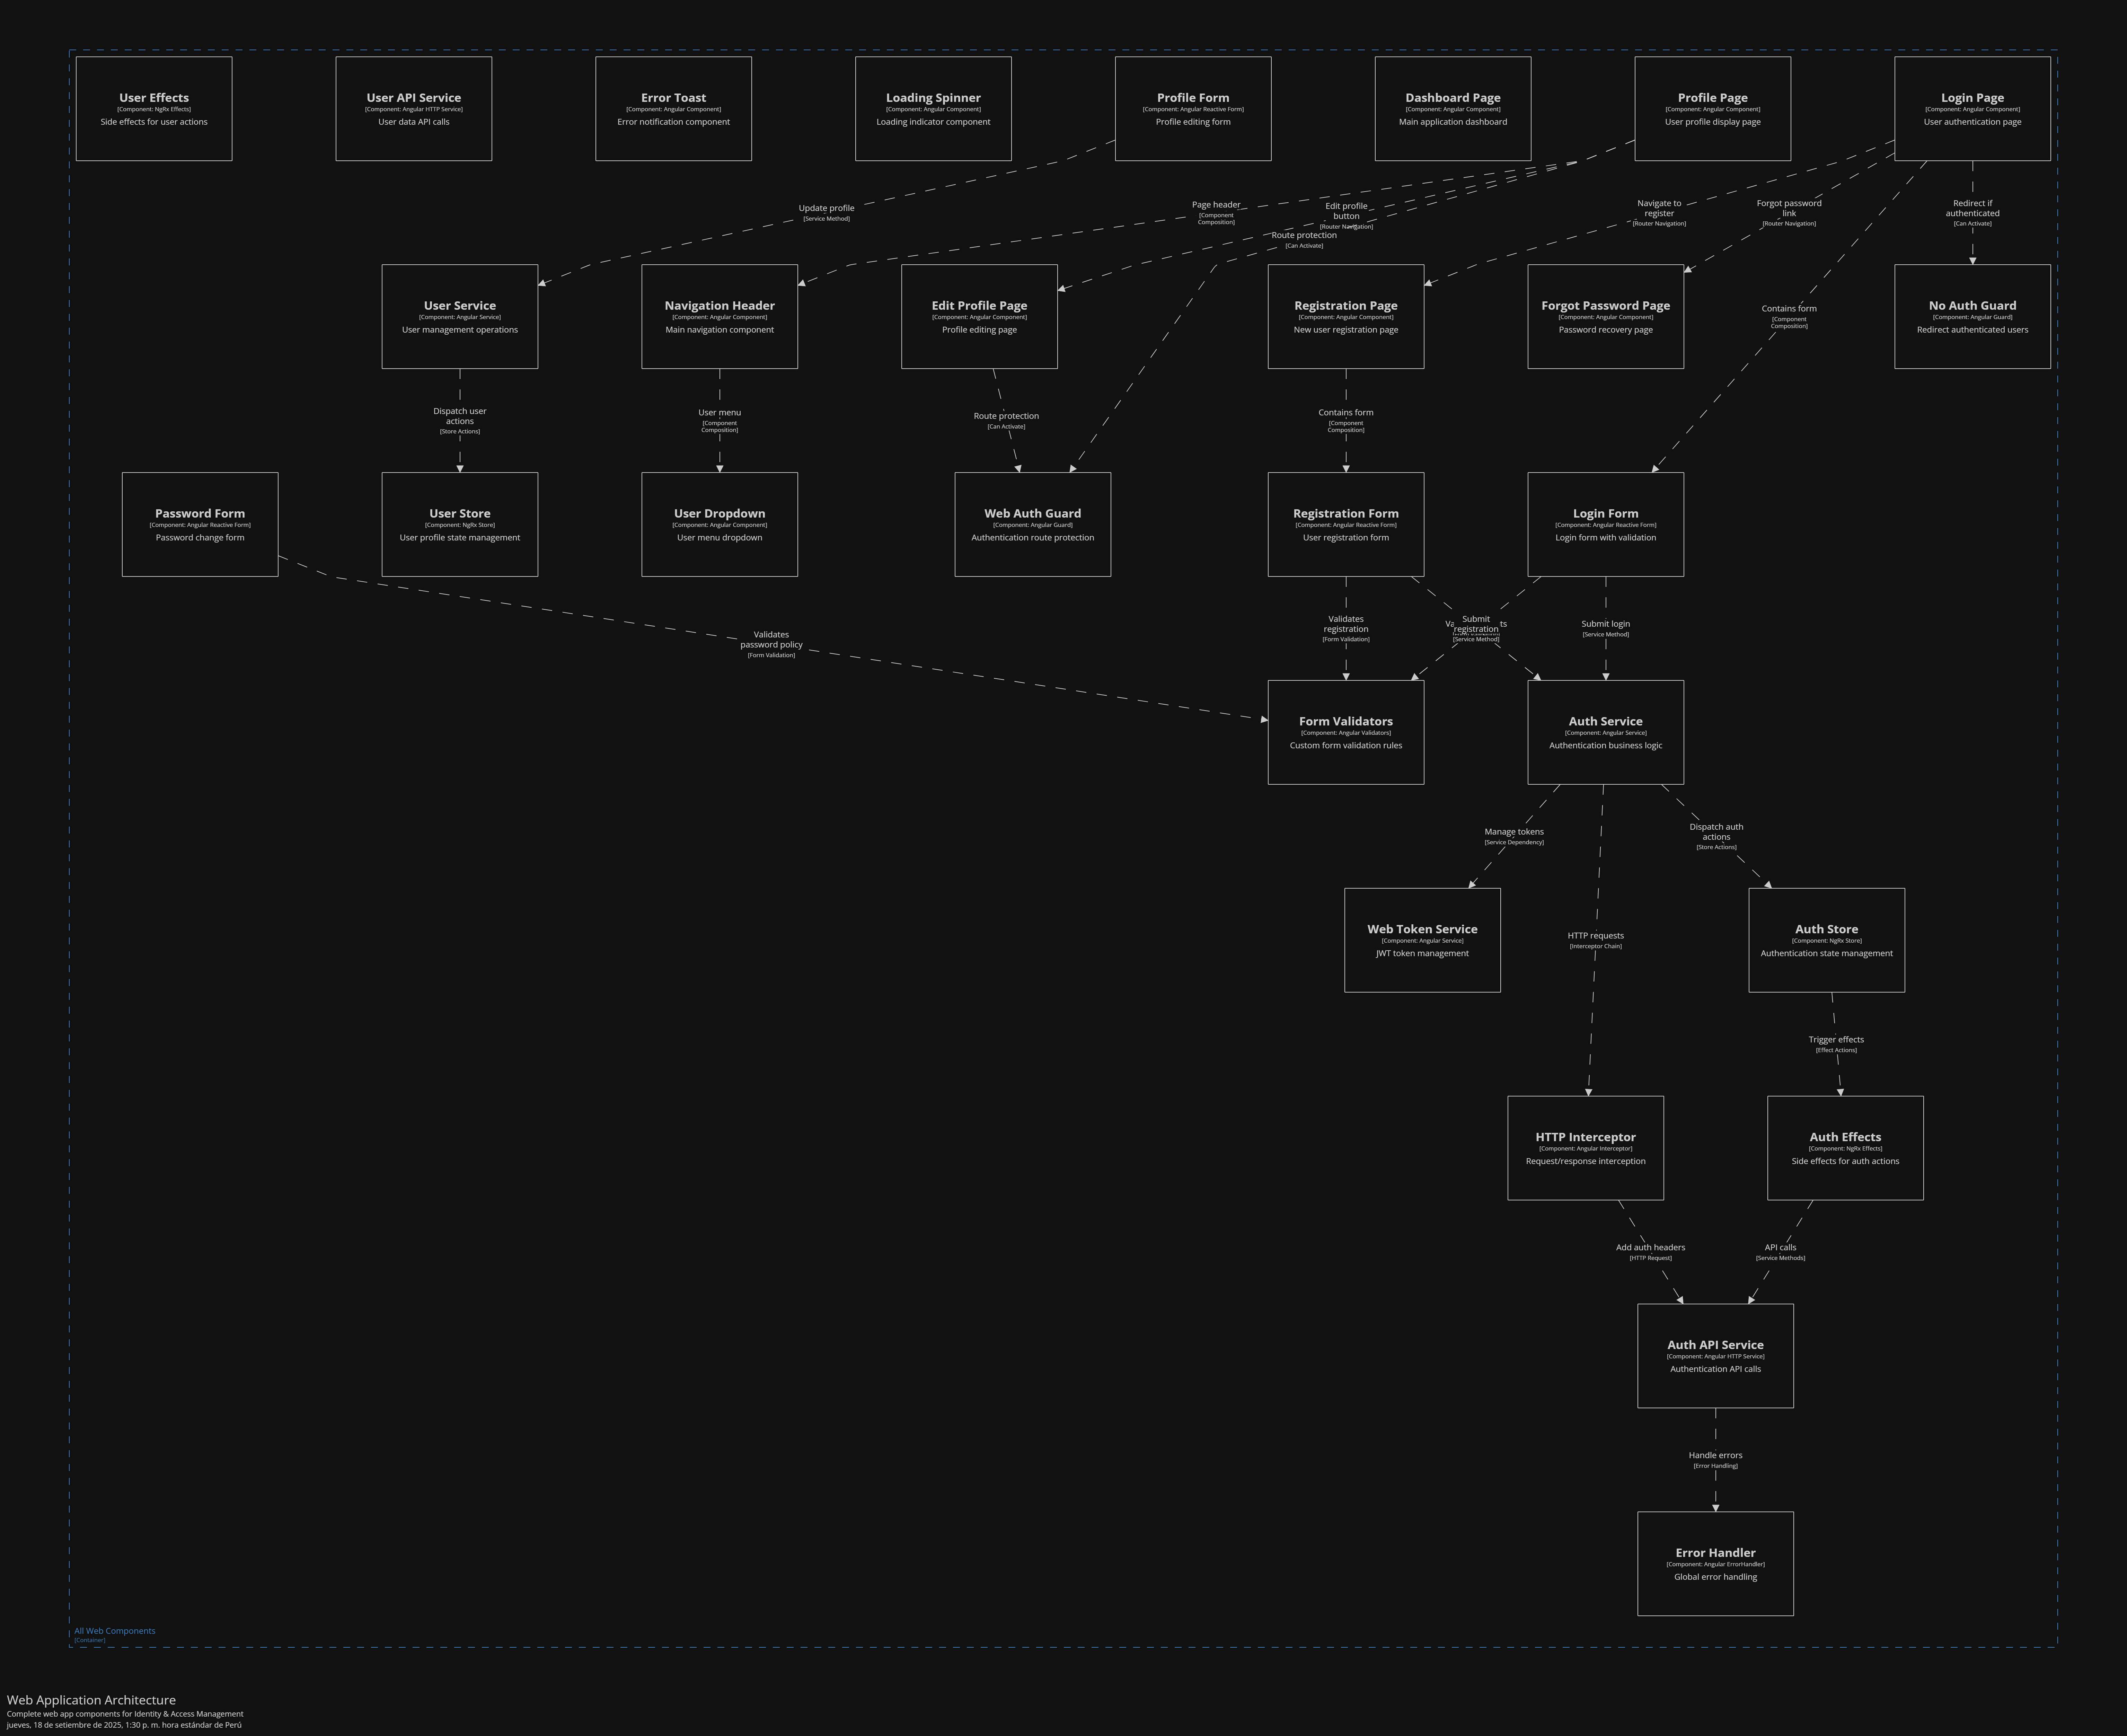 User Effects
[Component: NgRx Effects]
Side effects for user actions
User API Service
[Component: Angular HTTP Service]
User data API calls
Error Toast
[Component: Angular Component]
Error notification component
Loading Spinner
[Component: Angular Component]
Loading indicator component
Profile Form
[Component: Angular Reactive Form]
Profile editing form
Dashboard Page
[Component: Angular Component]
Main application dashboard
Profile Page
[Component: Angular Component]
User profile display page
Login Page
[Component: Angular Component]
User authentication page
Update profile
[Service Method]
Page header
[Component
Composition]
Edit profile
button
[Router Navigation]
Route protection
[Can Activate]
Navigate to
register
[Router Navigation]
Forgot password
link
[Router Navigation]
Redirect if
authenticated
[Can Activate]
Contains form
[Component
Composition]
User Service
[Component: Angular Service]
User management operations
Navigation Header
[Component: Angular Component]
Main navigation component
Edit Profile Page
[Component: Angular Component]
Profile editing page
Registration Page
[Component: Angular Component]
New user registration page
Forgot Password Page
[Component: Angular Component]
Password recovery page
No Auth Guard
[Component: Angular Guard]
Redirect authenticated users
Dispatch user
actions
[Store Actions]
User menu
[Component
Composition]
Route protection
[Can Activate]
Contains form
[Component
Composition]
Password Form
[Component: Angular Reactive Form]
Password change form
User Store
[Component: NgRx Store]
User profile state management
User Dropdown
[Component: Angular Component]
User menu dropdown
Web Auth Guard
[Component: Angular Guard]
Authentication route protection
Registration Form
[Component: Angular Reactive Form]
User registration form
Login Form
[Component: Angular Reactive Form]
Login form with validation
Validates
password policy
[Form Validation]
Validates
registration
[Form Validation]
Submit
registration
[Service Method]
Submit login
[Service Method]
Form Validators
[Component: Angular Validators]
Custom form validation rules
Auth Service
[Component: Angular Service]
Authentication business logic
Manage tokens
[Service Dependency]
Dispatch auth
actions
[Store Actions]
HTTP requests
[Interceptor Chain]
Web Token Service
[Component: Angular Service]
JWT token management
Auth Store
[Component: NgRx Store]
Authentication state management
Trigger effects
[Effect Actions]
HTTP Interceptor
[Component: Angular Interceptor]
Request/response interception
Auth Effects
[Component: NgRx Effects]
Side effects for auth actions
Add auth headers
[HTTP Request]
API calls
[Service Methods]
Auth API Service
[Component: Angular HTTP Service]
Authentication API calls
Handle errors
[Error Handling]
Error Handler
[Component: Angular ErrorHandler]
Global error handling
All Web Components
[Container]
Web Application Architecture
Complete web app components for Identity & Access Management
jueves, 18 de setiembre de 2025, 1:30 p. m. hora estándar de Perú